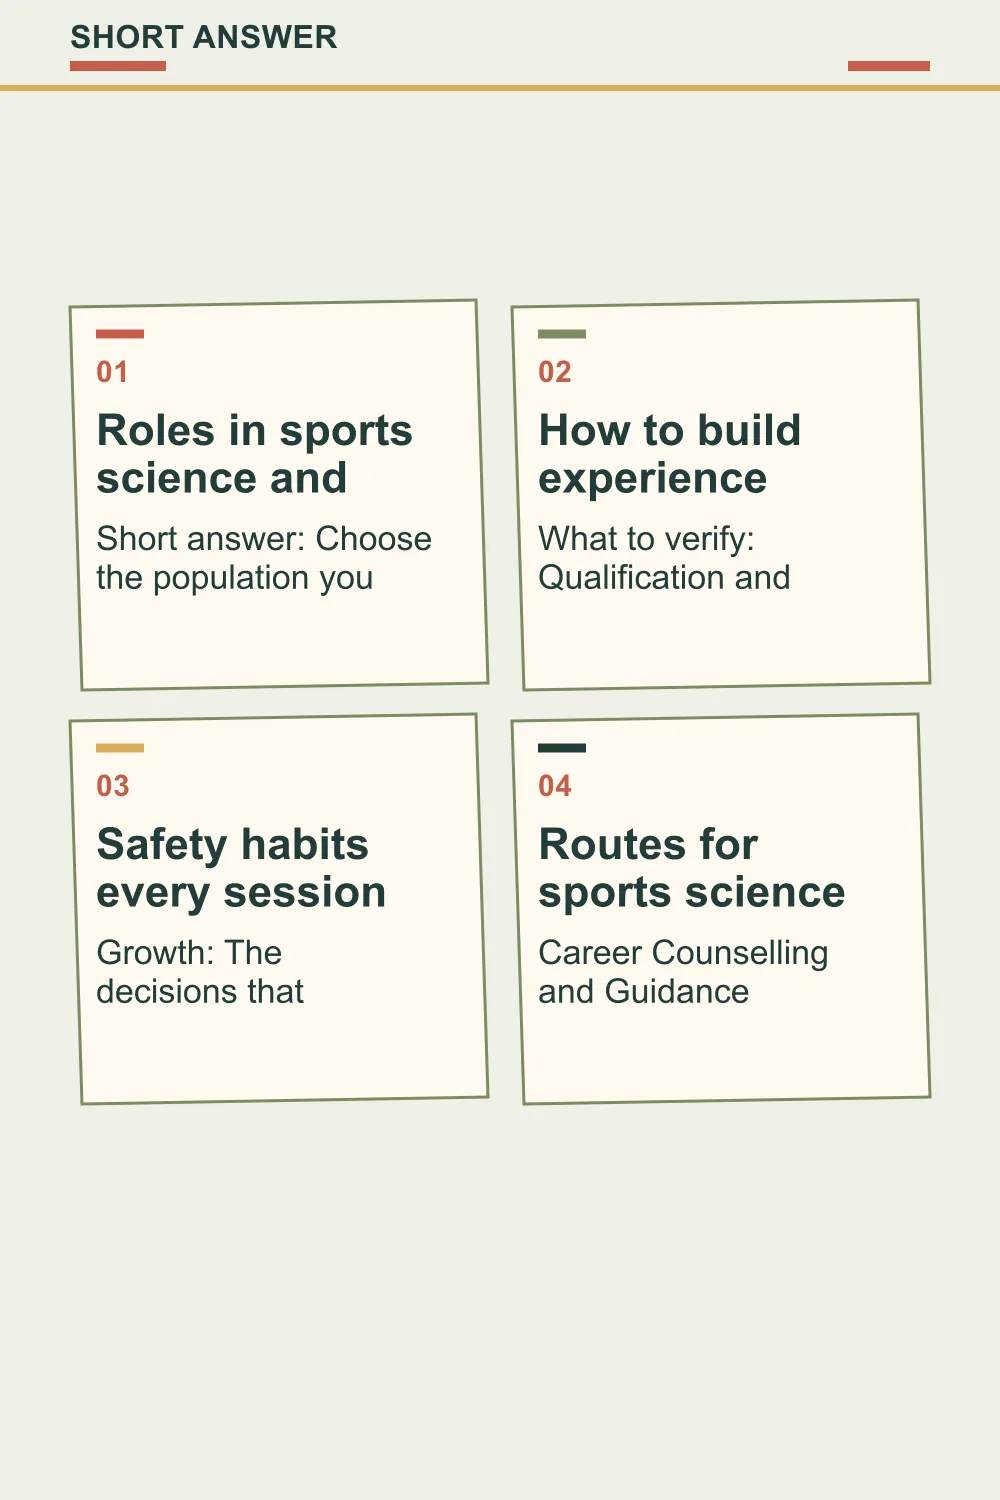 SHORT ANSWER
01
Roles in sports
science and
Short answer: Choose
the population you
02
How to build
experience
What to verify:
Qualification and
03
Safety habits
every session
Growth: The
decisions that
04
Routes for
sports science
Career Counselling
and Guidance